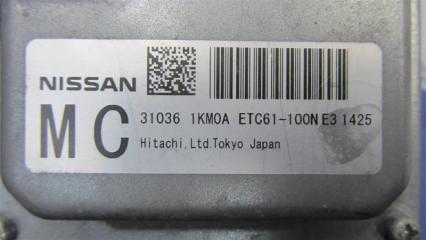 NISSAN
MC 31036 1KM0A ETC61-100N E3 1425
Hitachi,Ltd.Tokyo Japan